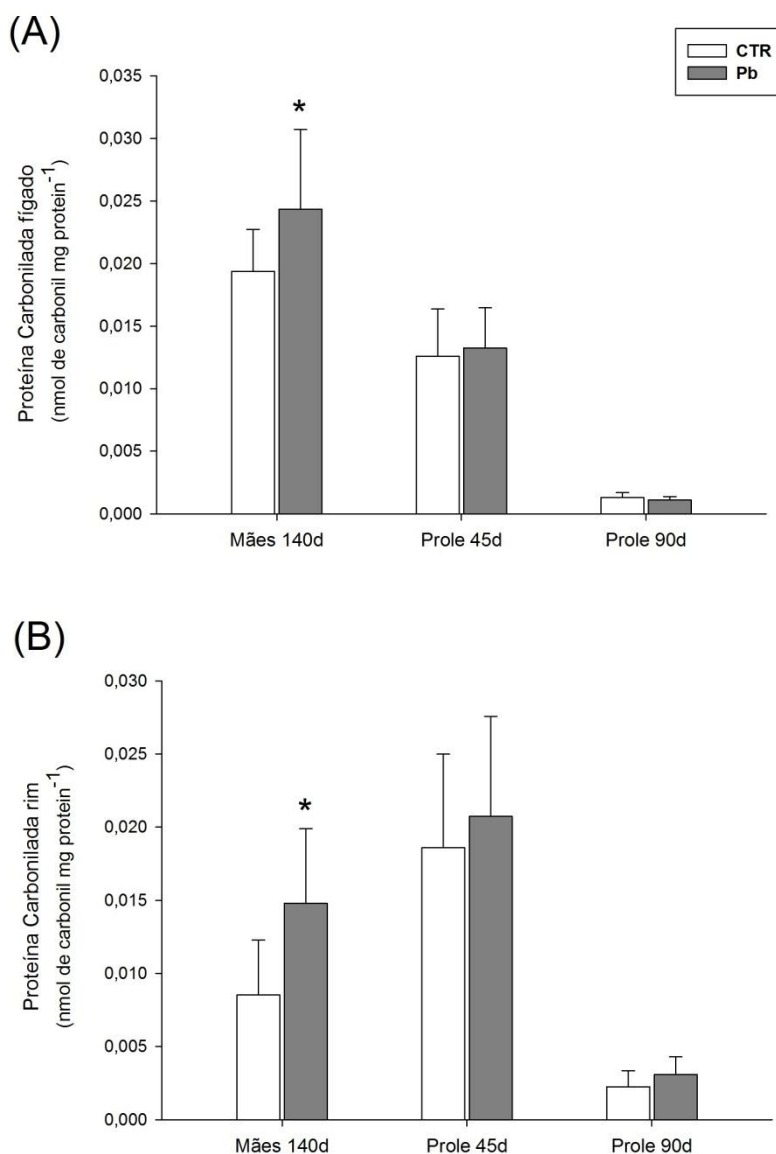 (A)
CTR
Pb
0,035
0,030
0,025
0,020
0,015
0,010
0,005
0,000
Proteína Carbonilada fígado
(nmol de carbonil mg protein-1)
*
Mães 140d
Prole 45d
Prole 90d
(B)
0,030
0,025
0,020
0,015
0,010
0,005
0,000
Proteína Carbonilada rim
(nmol de carbonil mg protein-1)
*
Mães 140d
Prole 45d
Prole 90d